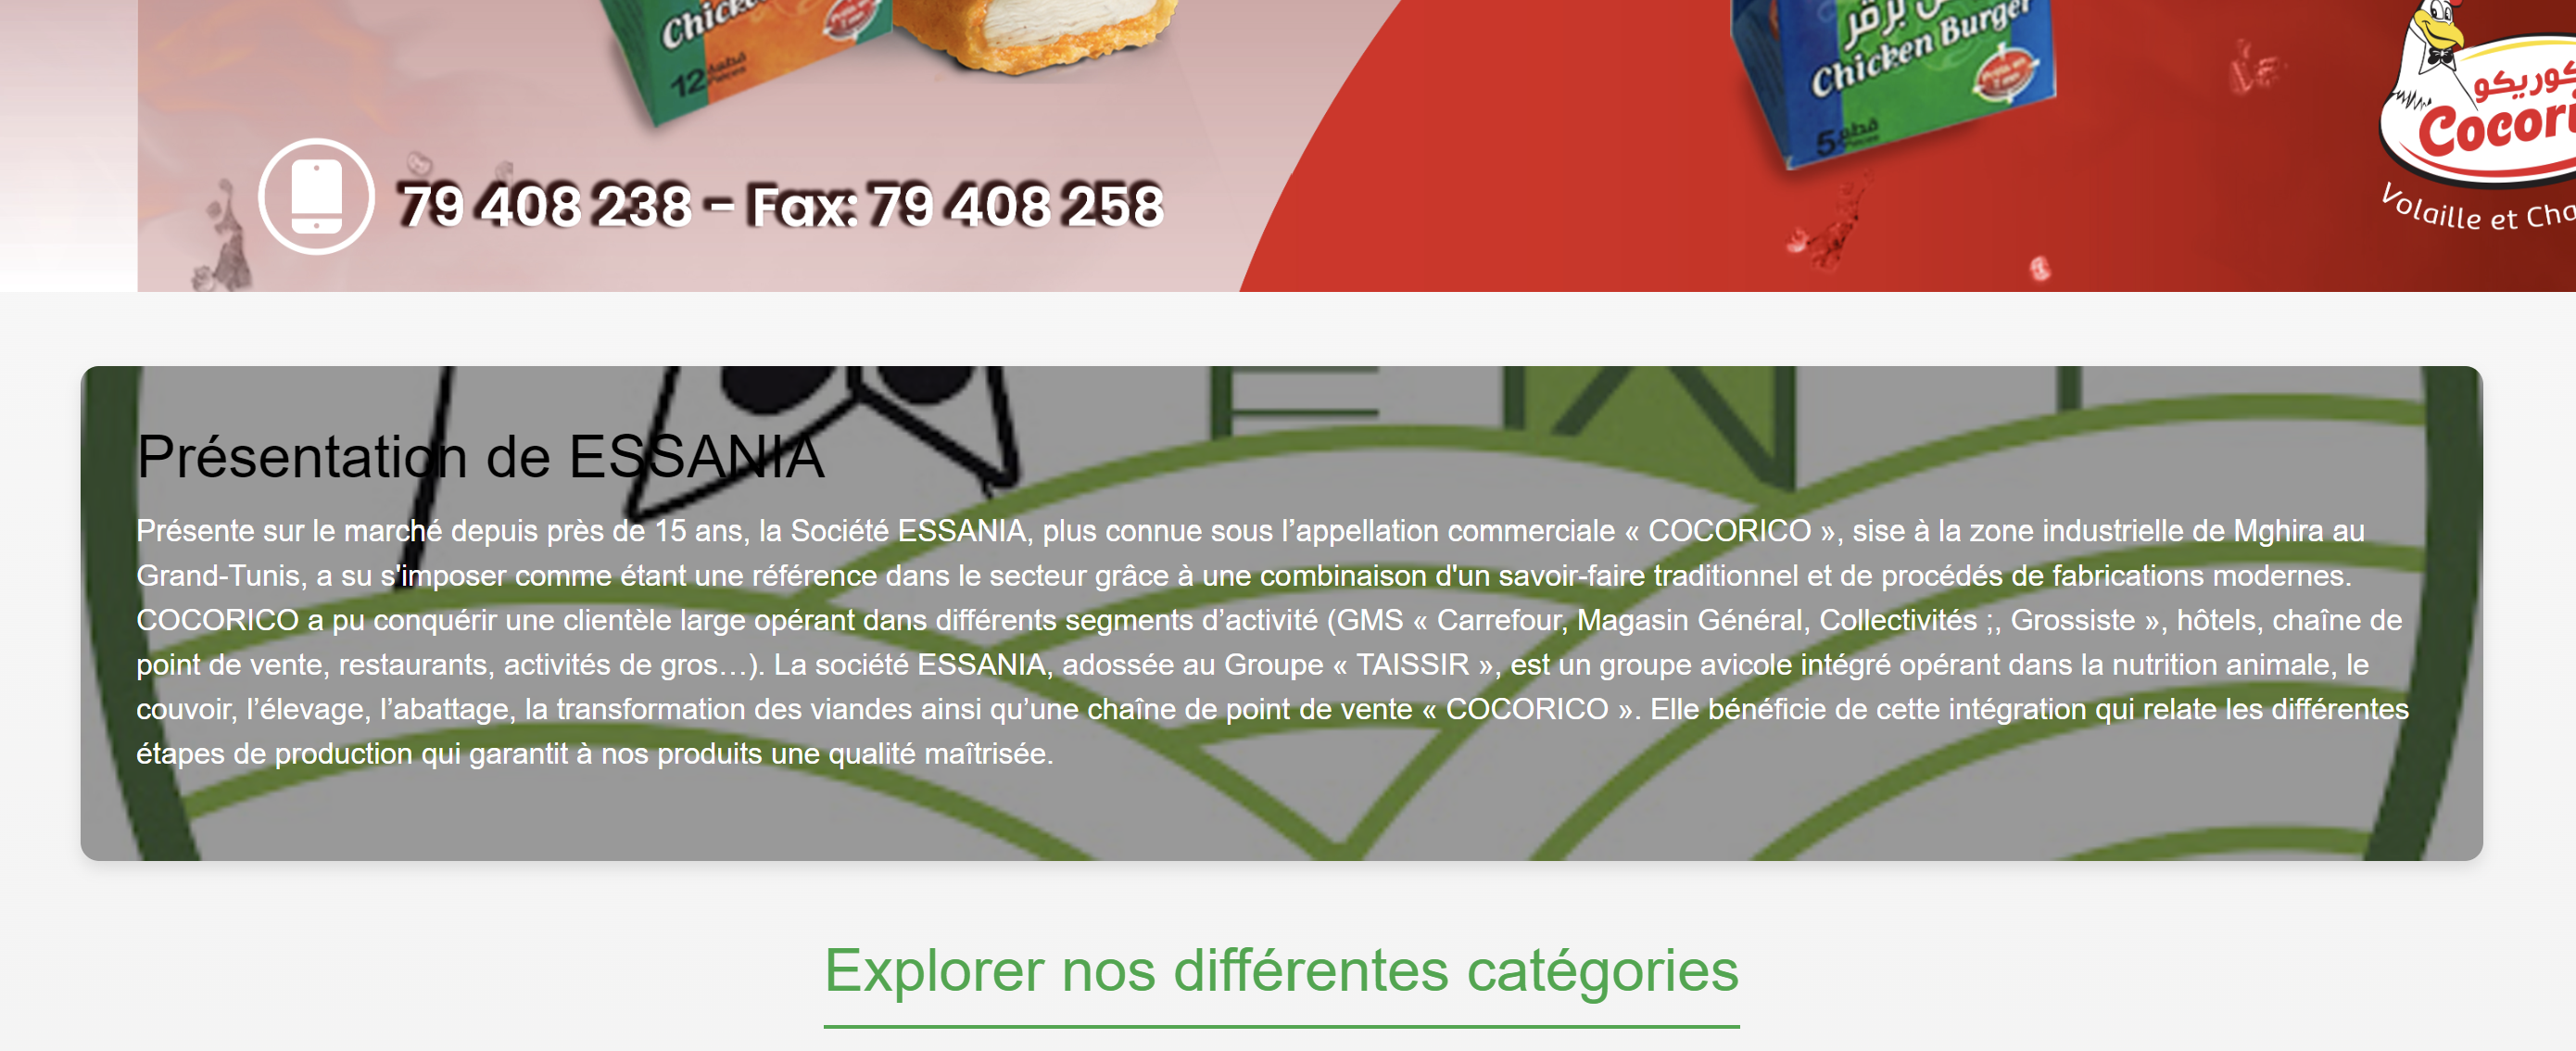 12 قطعة
Pièces
برقر
Chicken Burger
5 قطع
Pièces
كوريكو
79 408 238 - Fax: 79 408 258
Volaille et
Présentation de ESSANIA
Présente sur le marché depuis près de 15 ans, la Société ESSANIA, plus connue sous l’appellation commerciale « COCORICO », sise à la zone industrielle de Mghira au
Grand-Tunis, a su s'imposer comme étant une référence dans le secteur grâce à une combinaison d'un savoir-faire traditionnel et de procédés de fabrications modernes.
COCORICO a pu conquérir une clientèle large opérant dans différents segments d’activité (GMS « Carrefour, Magasin Général, Collectivités ;, Grossiste », hôtels, chaîne de
point de vente, restaurants, activités de gros…). La société ESSANIA, adossée au Groupe « TAISSIR », est un groupe avicole intégré opérant dans la nutrition animale, le
couvoir, l’élevage, l’abattage, la transformation des viandes ainsi qu’une chaîne de point de vente « COCORICO ». Elle bénéficie de cette intégration qui relate les différentes
étapes de production qui garantit à nos produits une qualité maîtrisée.
Explorer nos différentes catégories